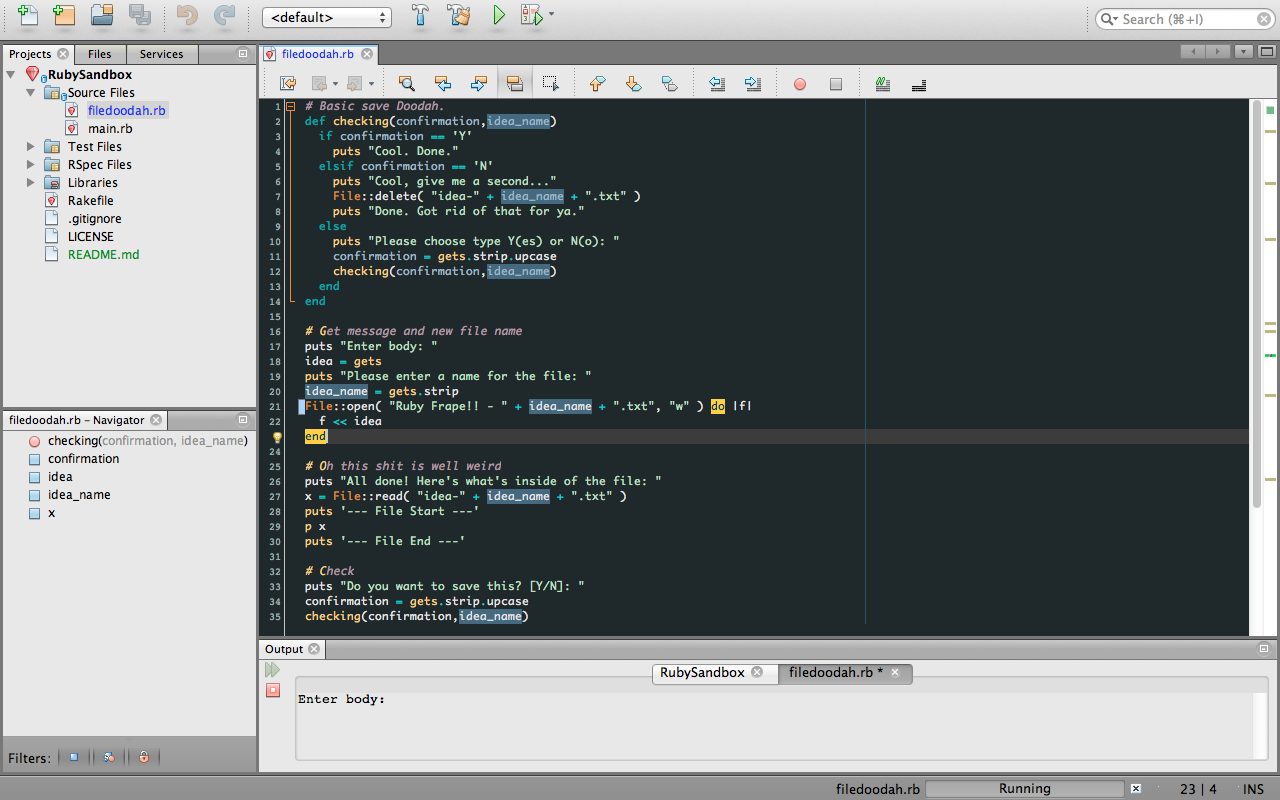 <default>
Search (⌘+I)
Projects
Files
Services
RubySandbox
Source Files
filedoodah.rb
main.rb
Test Files
RSpec Files
Libraries
Rakefile
.gitignore
LICENSE
README.md
filedoodah.rb – Navigator
checking(confirmation, idea_name)
confirmation
idea
idea_name
x
Filters:
filedoodah.rb
1 # Basic save Doodah.
2 def checking(confirmation,idea_name)
3 if confirmation == 'Y'
4 puts "Cool. Done."
5 elsif confirmation == 'N'
6 puts "Cool, give me a second..."
7 File::delete( "idea-" + idea_name + ".txt" )
8 puts "Done. Got rid of that for ya."
9 else
10 puts "Please choose type Y(es) or N(o): "
11 confirmation = gets.strip.upcase
12 checking(confirmation,idea_name)
13 end
14 end
15
16 # Get message and new file name
17 puts "Enter body: "
18 idea = gets
19 puts "Please enter a name for the file: "
20 idea_name = gets.strip
21 File::open( "Ruby Frape!! - " + idea_name + ".txt", "w" ) do |f|
22 f << idea
end
24
25 # Oh this shit is well weird
26 puts "All done! Here's what's inside of the file: "
27 x = File::read( "idea-" + idea_name + ".txt" )
28 puts '--- File Start ---'
29 p x
30 puts '--- File End ---'
31
32 # Check
33 puts "Do you want to save this? [Y/N]: "
34 confirmation = gets.strip.upcase
35 checking(confirmation,idea_name)
Output
RubySandbox
filedoodah.rb *
Enter body:
filedoodah.rb
Running
23 | 4
INS